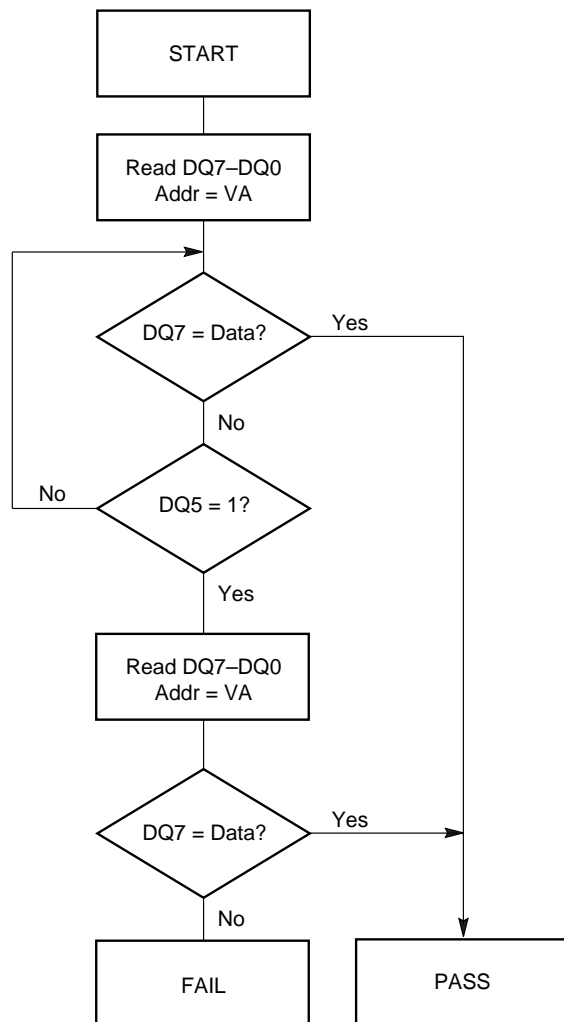 START
Read DQ7–DQ0
Addr = VA
DQ7 = Data?
Yes
No
No
DQ5 = 1?
Yes
Read DQ7–DQ0
Addr = VA
DQ7 = Data?
Yes
No
FAIL
PASS